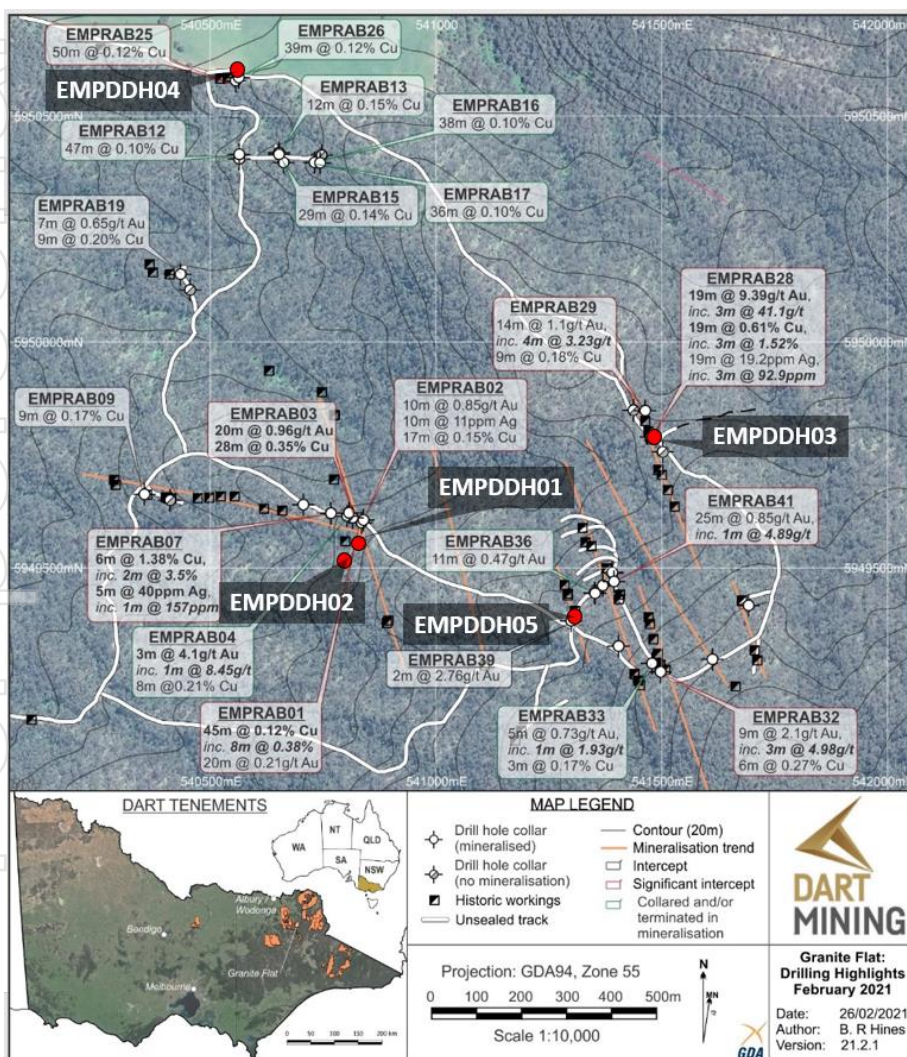 540500mE
541000mE
541500mE
542000mE
EMPRAB25
50m @ 0.12% Cu
EMPRAB26
39m @ 0.12% Cu
EMPDDH04
EMPRAB13
12m @ 0.15% Cu
EMPRAB16
38m @ 0.10% Cu
5950500mN
5950500mN
EMPRAB12
47m @ 0.10% Cu
EMPRAB15
29m @ 0.14% Cu
EMPRAB17
36m @ 0.10% Cu
EMPRAB19
7m @ 0.65g/t Au
9m @ 0.20% Cu
EMPRAB28
19m @ 9.39g/t Au,
inc. 3m @ 41.1g/t
19m @ 0.61% Cu,
inc. 3m @ 1.52%
19m @ 19.2ppm Ag,
inc. 3m @ 92.9ppm
EMPRAB29
14m @ 1.1g/t Au,
inc. 4m @ 3.23g/t
9m @ 0.18% Cu
5950000mN
5950000mN
EMPRAB09
9m @ 0.17% Cu
EMPRAB03
20m @ 0.96g/t Au
28m @ 0.35% Cu
EMPRAB02
10m @ 0.85g/t Au
10m @ 11ppm Ag
17m @ 0.15% Cu
EMPDDH03
EMPDDH01
EMPRAB41
25m @ 0.85g/t Au,
inc. 1m @ 4.89g/t
EMPRAB07
6m @ 1.38% Cu,
inc. 2m @ 3.5%
5m @ 40ppm Ag,
inc. 1m @ 157ppm
EMPRAB36
11m @ 0.47g/t Au
5949500mN
5949500mN
EMPDDH02
EMPDDH05
EMPRAB04
3m @ 4.1g/t Au
inc. 1m @ 8.45g/t
8m @0.21% Cu
EMPRAB39
2m @ 2.76g/t Au
EMPRAB01
45m @ 0.12% Cu
inc. 8m @ 0.38%
20m @ 0.21g/t Au
EMPRAB33
5m @ 0.73g/t Au,
inc. 1m @ 1.93g/t
3m @ 0.17% Cu
EMPRAB32
9m @ 2.1g/t Au,
inc. 3m @ 4.98g/t
6m @ 0.27% Cu
540500mE
541000mE
541500mE
542000mE
DART TENEMENTS
WA
NT
SA
QLD
NSW
Albury / 
Wodonga
Bendigo
Granite Flat
Melbourne
0 50 100 150 200 km
MAP LEGEND
Drill hole collar
(mineralised)
Drill hole collar
(no mineralisation)
Historic workings
Unsealed track
Contour (20m)
Mineralisation trend
Intercept
Significant intercept
Collared and/or
terminated in
mineralisation
Projection: GDA94, Zone 55
0 100 200 300 400 500m
Scale 1:10,000
N
MN
GDA
DART
MINING
Granite Flat:
Drilling Highlights
February 2021
Date: 26/02/2021
Author: B. R Hines
Version: 21.2.1